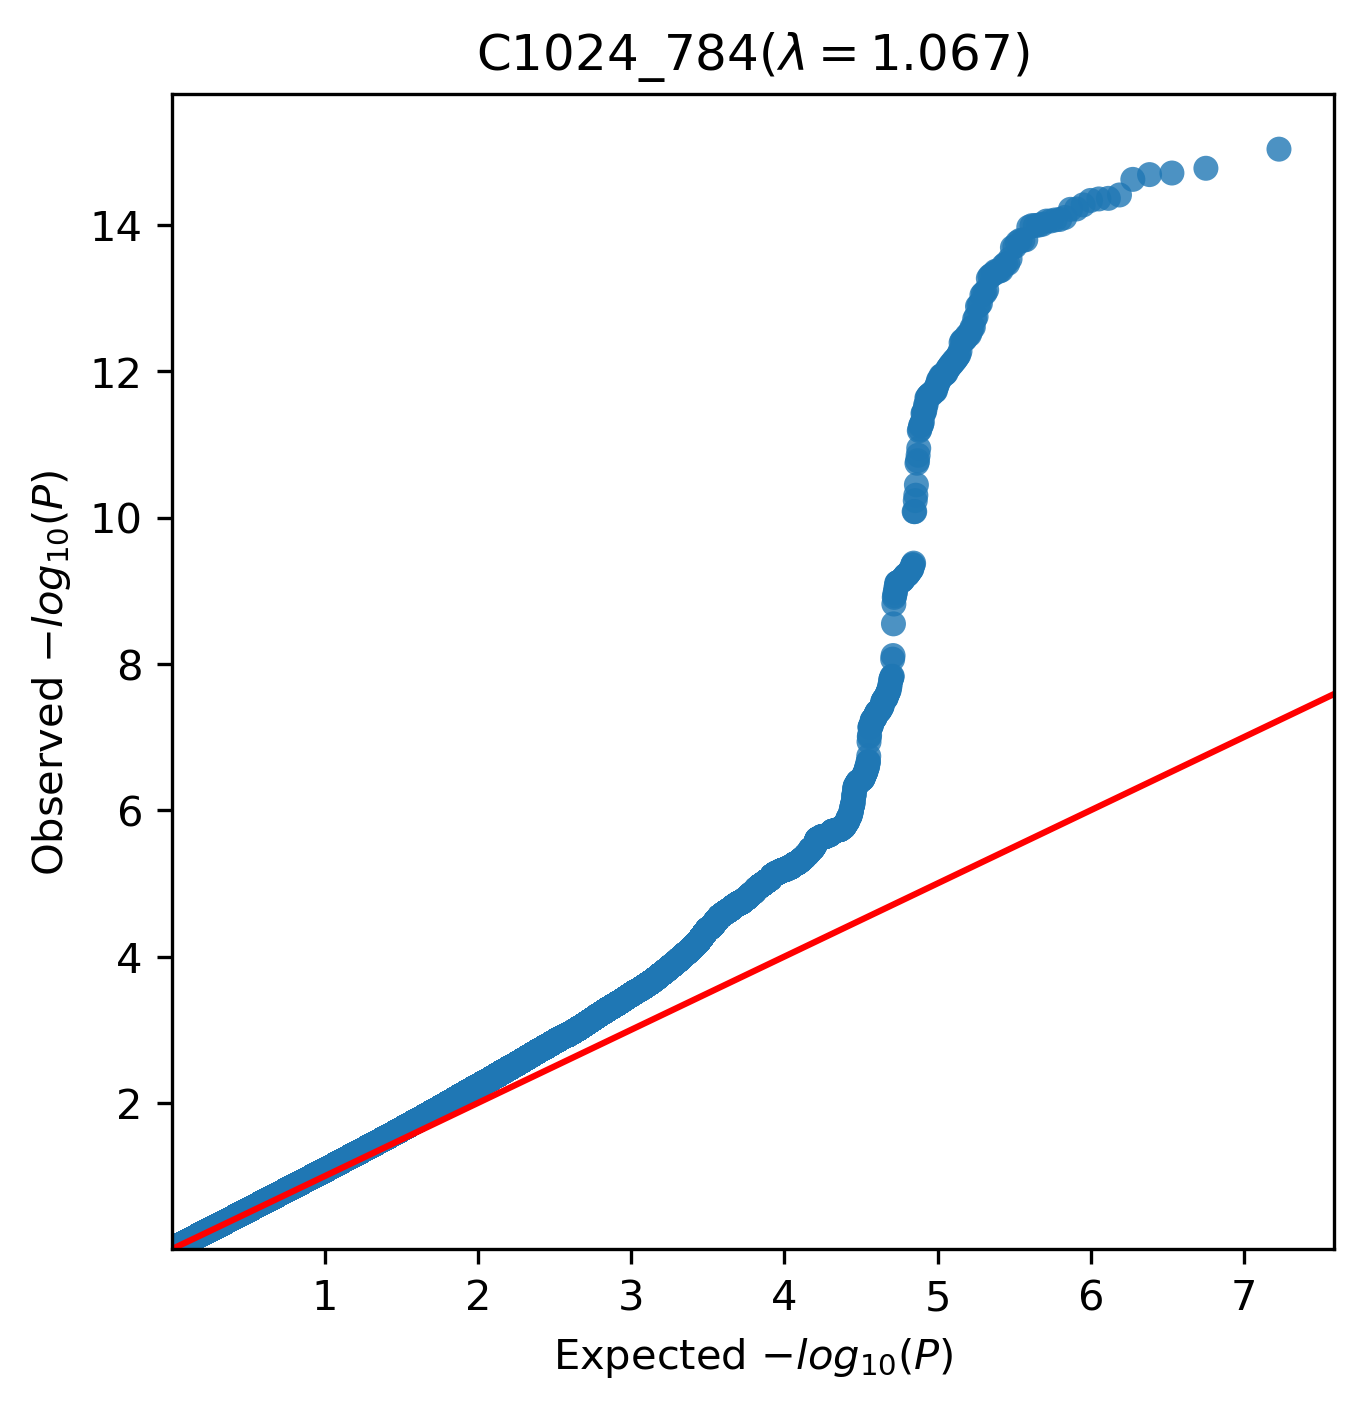 C1024_784(λ = 1.067)
Observed −log₁₀(P)
14
12
10
8
6
4
2
1 2 3 4 5 6 7
Expected −log₁₀(P)